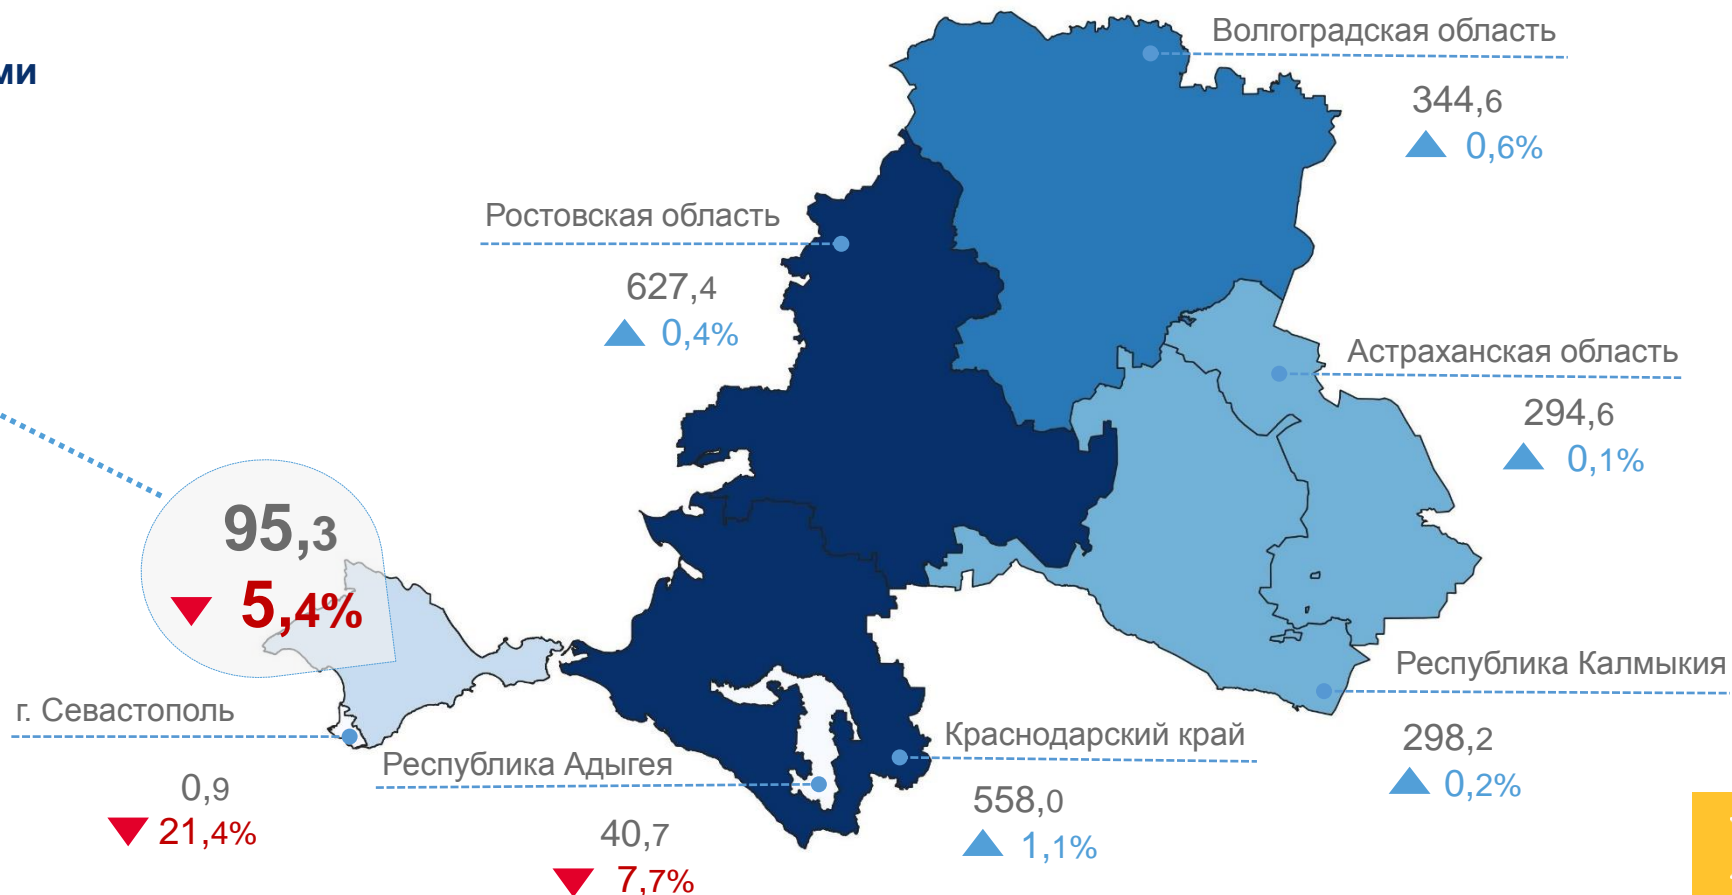 ми
Волгоградская область
344,6
0,6%
Ростовская область
627,4
0,4%
Астраханская область
294,6
0,1%
95,3
5,4%
г. Севастополь
0,9
21,4%
Республика Адыгея
40,7
7,7%
Краснодарский край
558,0
1,1%
Республика Калмыкия
298,2
0,2%